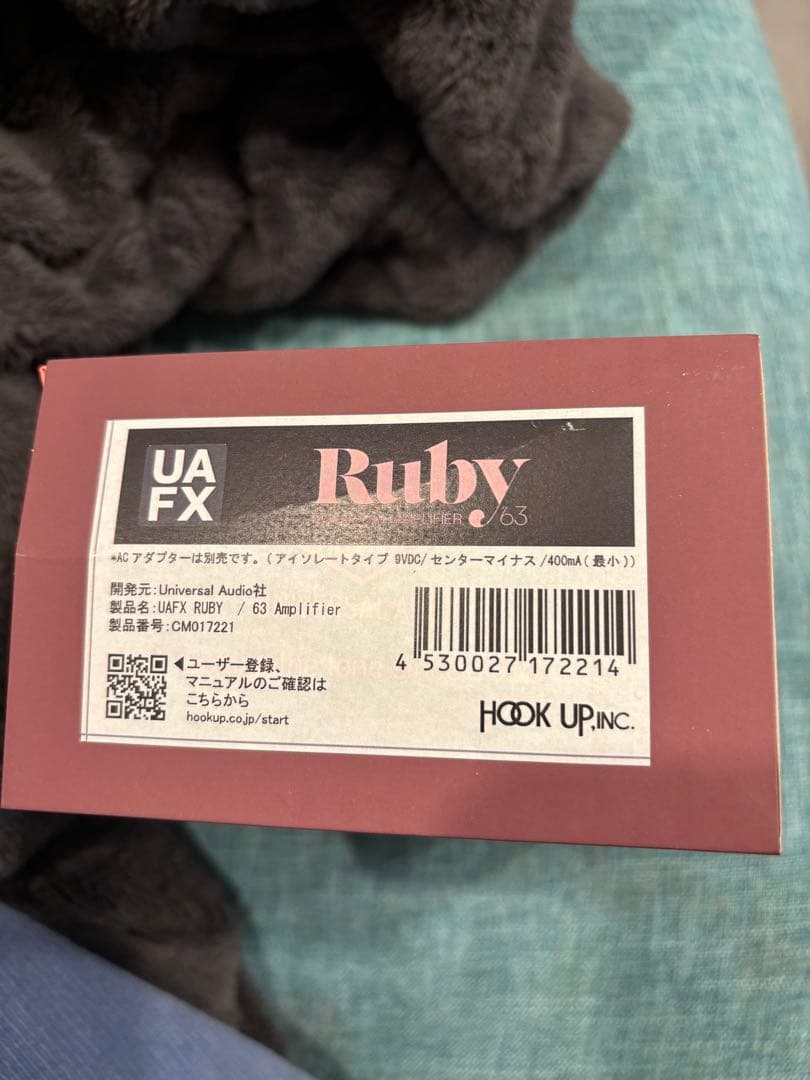 UA
FX
Ruby
AMPLIFIER '63
*ACアダプターは別売です。(アイソレートタイプ 9VDC/センターマイナス/400mA(最小))
開発元:Universal Audio社
製品名:UAFX RUBY / 63 Amplifier
製品番号:CM017221
4 530027 172214
◀ユーザー登録、
マニュアルのご確認は
こちらから
hookup.co.jp/start
HOOK UP,INC.